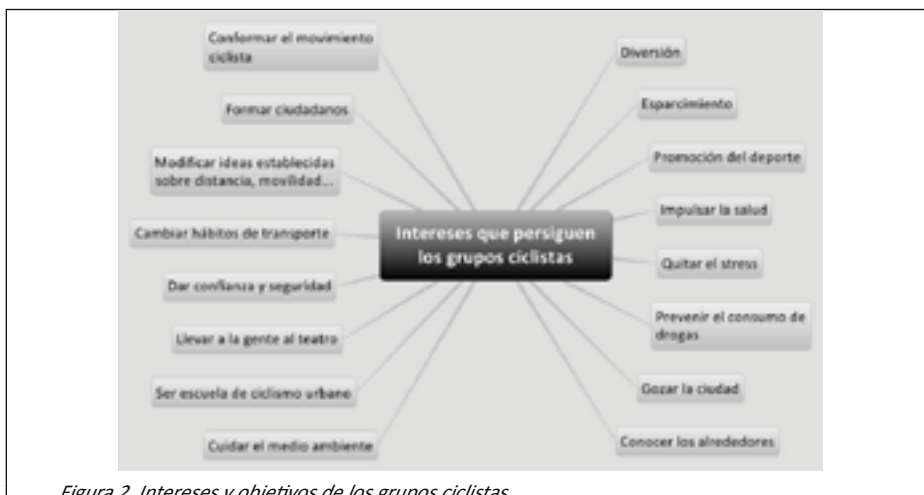 Conformar el movimiento
ciclista
Formar ciudadanos
Modificar ideas establecidas
sobre distancia, movilidad...
Cambiar hábitos de transporte
Dar confianza y seguridad
Llevar a la gente al teatro
Ser escuela de ciclismo urbano
Cuidar el medio ambiente
Intereses que persiguen
los grupos ciclistas
Diversión
Esparcimiento
Promoción del deporte
Impulsar la salud
Quitar el stress
Prevenir el consumo de
drogas
Gozar la ciudad
Conocer los alrededores
Figura 2. Intereses y objetivos de los grupos ciclistas